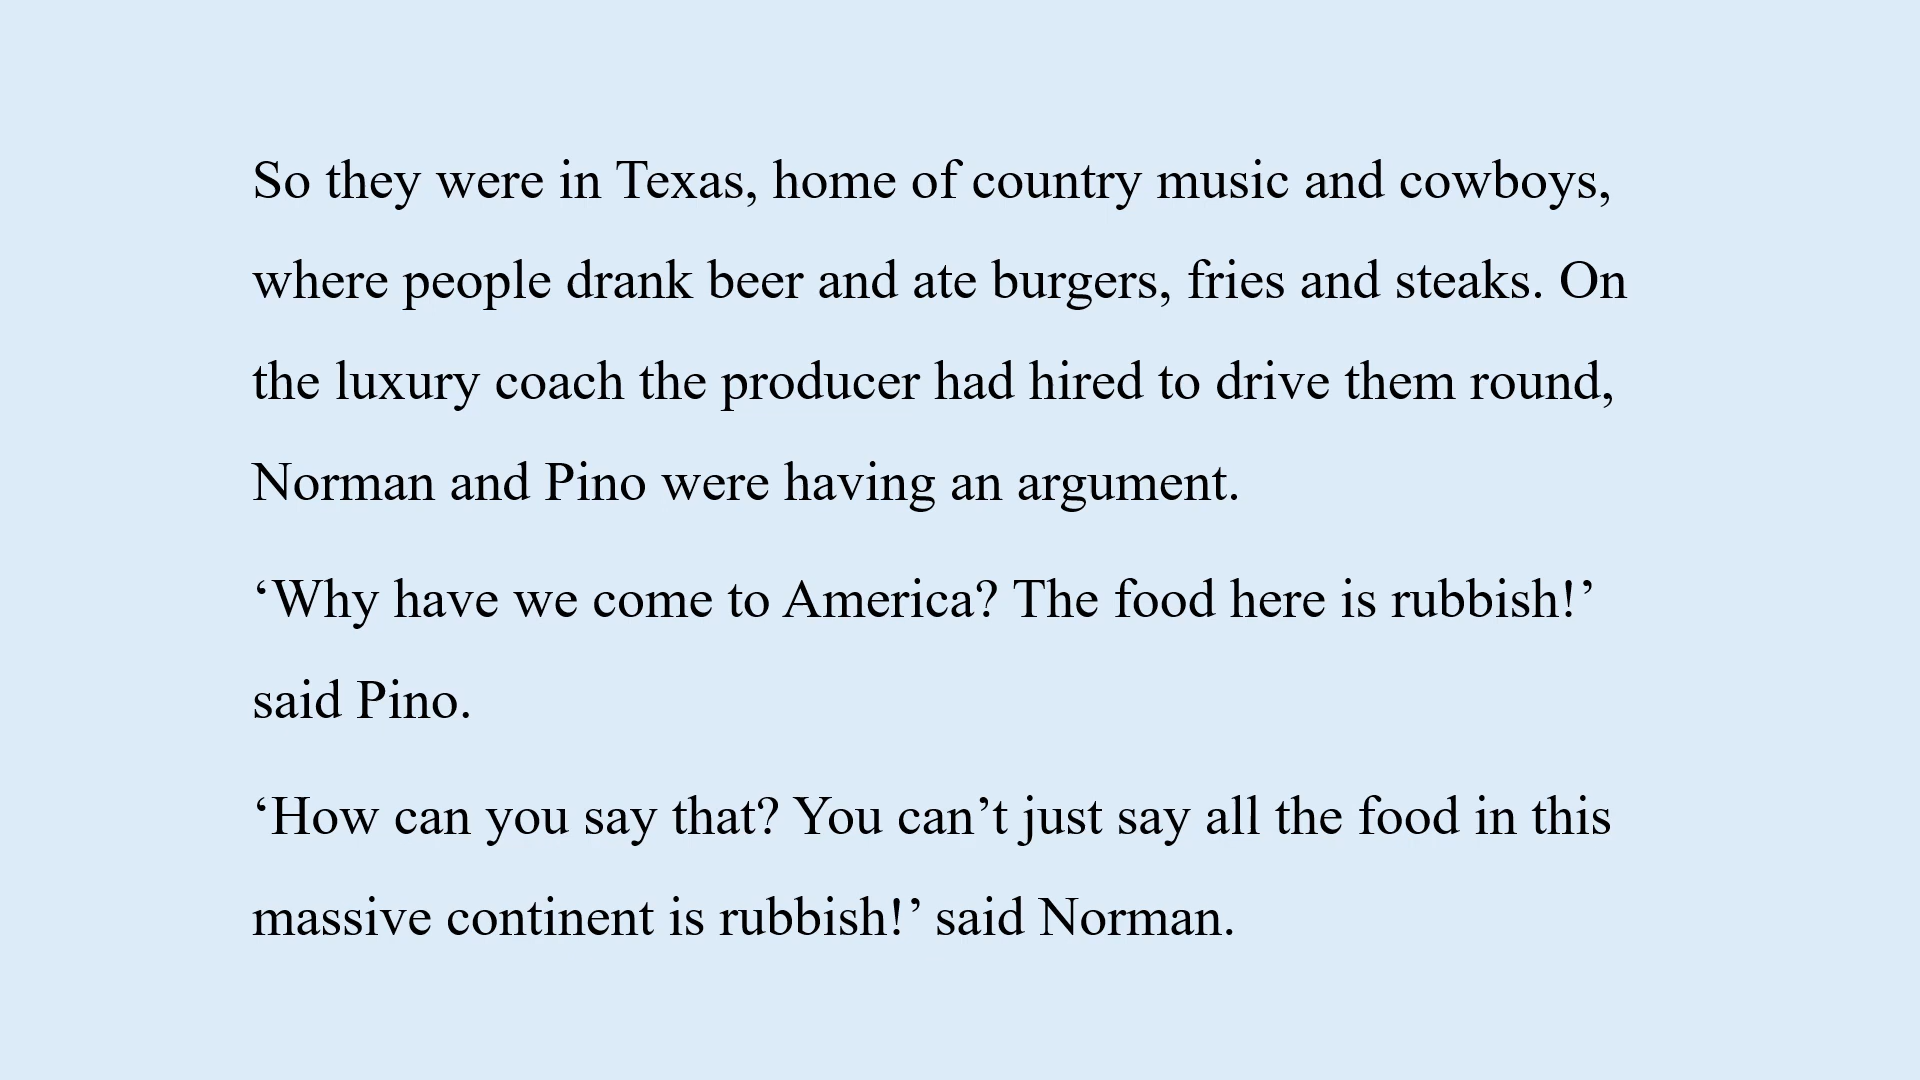 So they were in Texas, home of country music and cowboys,
where people drank beer and ate burgers, fries and steaks. On
the luxury coach the producer had hired to drive them round,
Norman and Pino were having an argument.
‘Why have we come to America? The food here is rubbish!’
said Pino.
‘How can you say that? You can’t just say all the food in this
massive continent is rubbish!’ said Norman.